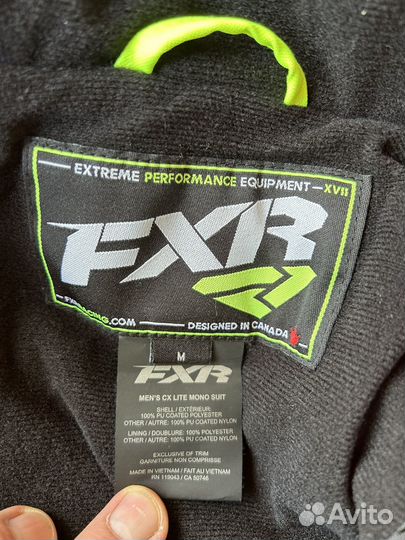 EXTREME PERFORMANCE EQUIPMENT XVII
FXR
FXRRACING.COM
DESIGNED IN CANADA
M
FXR
MEN'S CX LITE MONO SUIT
SHELL / EXTÉRIEUR:
100% PU COATED POLYESTER
OTHER / AUTRE: 100% PU COATED NYLON
LINING / DOUBLURE: 100% POLYESTER
OTHER / AUTRE: 100% PU COATED NYLON
EXCLUSIVE OF TRIM
GARNITURE NON COMPRISSE
MADE IN VIETNAM / FAIT AU VIETNAM
RN 119043 / CA 50746
Avito